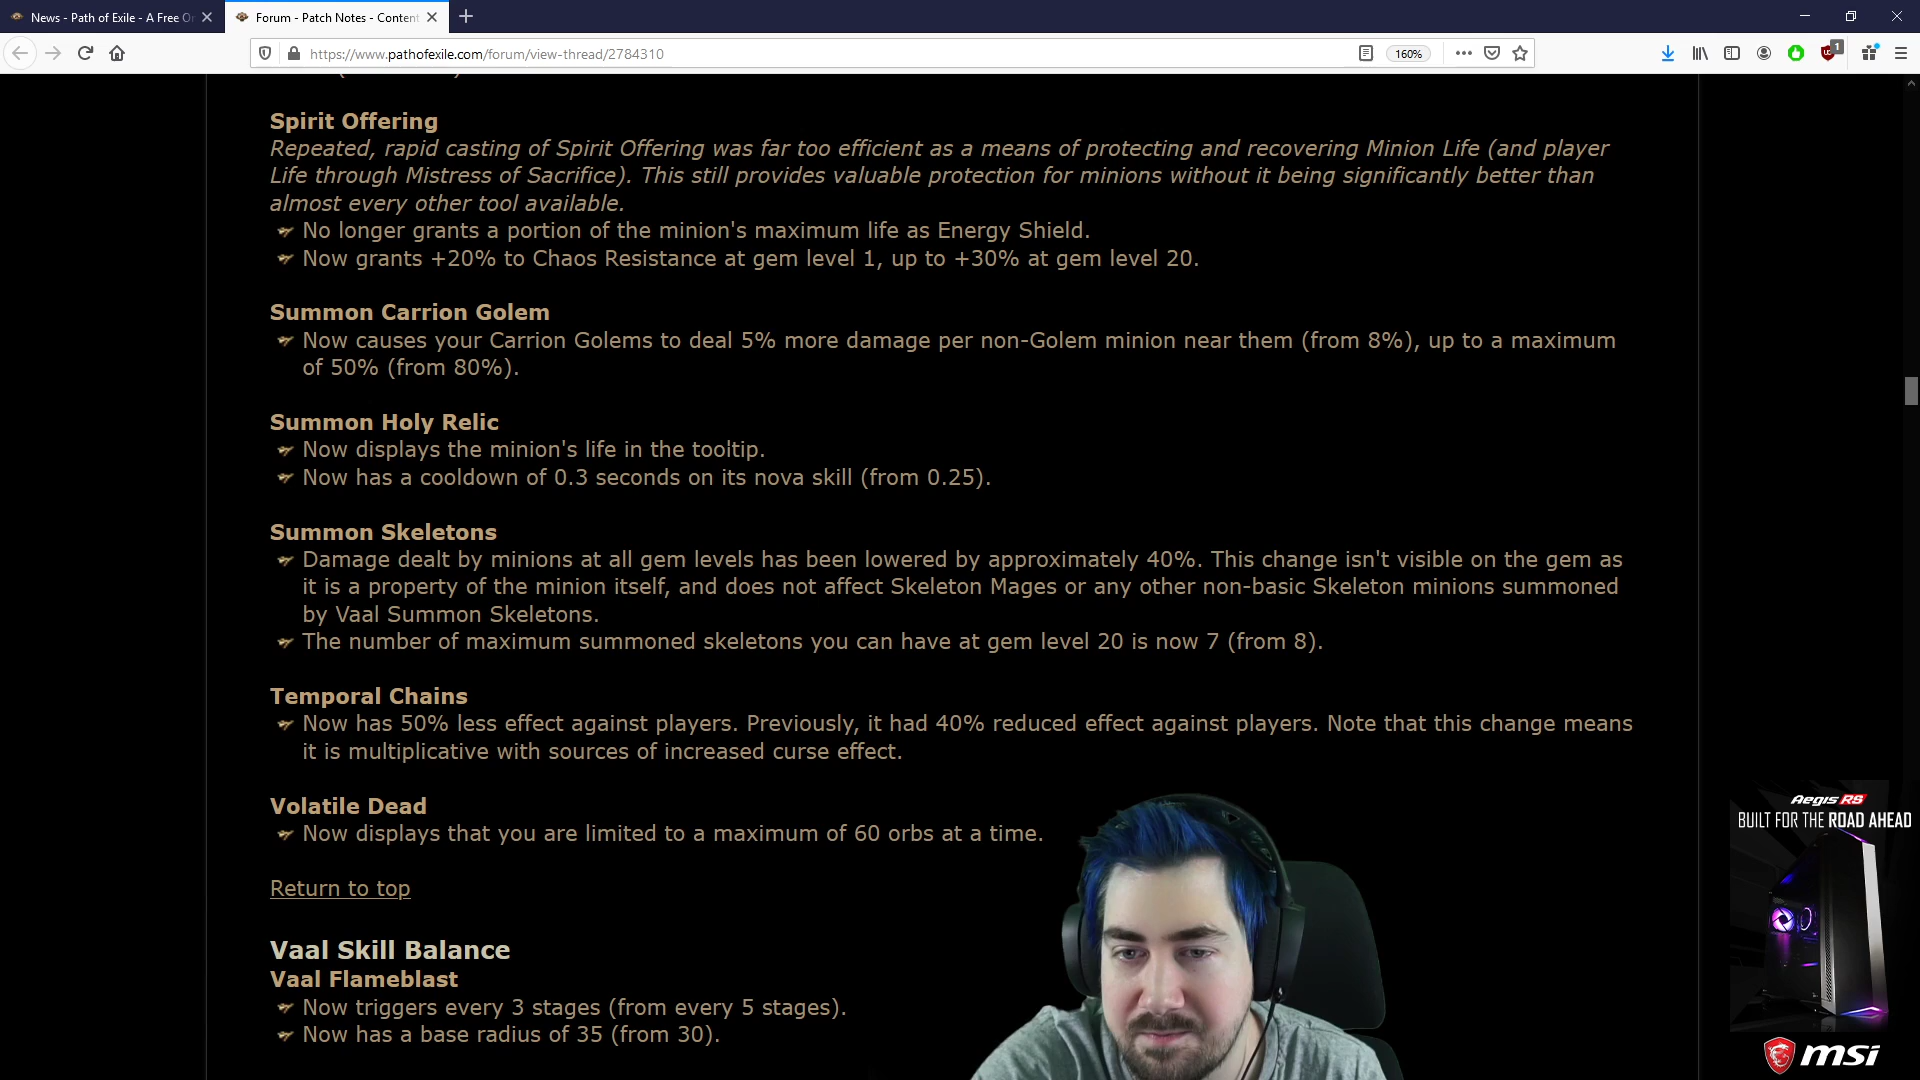 News - Path of Exile - A Free On
Forum - Patch Notes - Content
https://www.pathofexile.com/forum/view-thread/2784310
160%
1
Spirit Offering
Repeated, rapid casting of Spirit Offering was far too efficient as a means of protecting and recovering Minion Life (and player
Life through Mistress of Sacrifice). This still provides valuable protection for minions without it being significantly better than
almost every other tool available.
No longer grants a portion of the minion's maximum life as Energy Shield.
Now grants +20% to Chaos Resistance at gem level 1, up to +30% at gem level 20.
Summon Carrion Golem
Now causes your Carrion Golems to deal 5% more damage per non-Golem minion near them (from 8%), up to a maximum
of 50% (from 80%).
Summon Holy Relic
Now displays the minion's life in the tooltip.
Now has a cooldown of 0.3 seconds on its nova skill (from 0.25).
Summon Skeletons
Damage dealt by minions at all gem levels has been lowered by approximately 40%. This change isn't visible on the gem as
it is a property of the minion itself, and does not affect Skeleton Mages or any other non-basic Skeleton minions summoned
by Vaal Summon Skeletons.
The number of maximum summoned skeletons you can have at gem level 20 is now 7 (from 8).
Temporal Chains
Now has 50% less effect against players. Previously, it had 40% reduced effect against players. Note that this change means
it is multiplicative with sources of increased curse effect.
Volatile Dead
Now displays that you are limited to a maximum of 60 orbs at a time.
Return to top
Vaal Skill Balance
Vaal Flameblast
Now triggers every 3 stages (from every 5 stages).
Now has a base radius of 35 (from 30).
Aegis RS
BUILT FOR THE ROAD AHEAD
msi